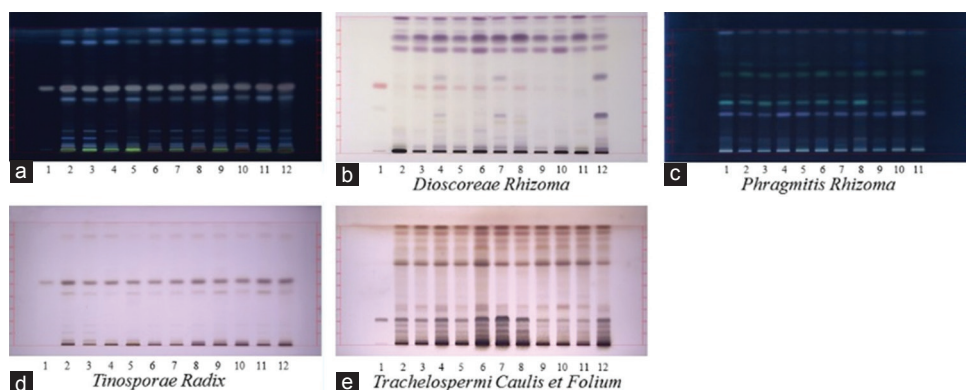 a
1 2 3 4 5 6 7 8 9 10 11 12
b
1 2 3 4 5 6 7 8 9 10 11 12
Dioscoreae Rhizoma
c
1 2 3 4 5 6 7 8 9 10 11
Phragmitis Rhizoma
d
1 2 3 4 5 6 7 8 9 10 11 12
Tinosporae Radix
e
1 2 3 4 5 6 7 8 9 10 11 12
Trachelospermi Caulis et Folium